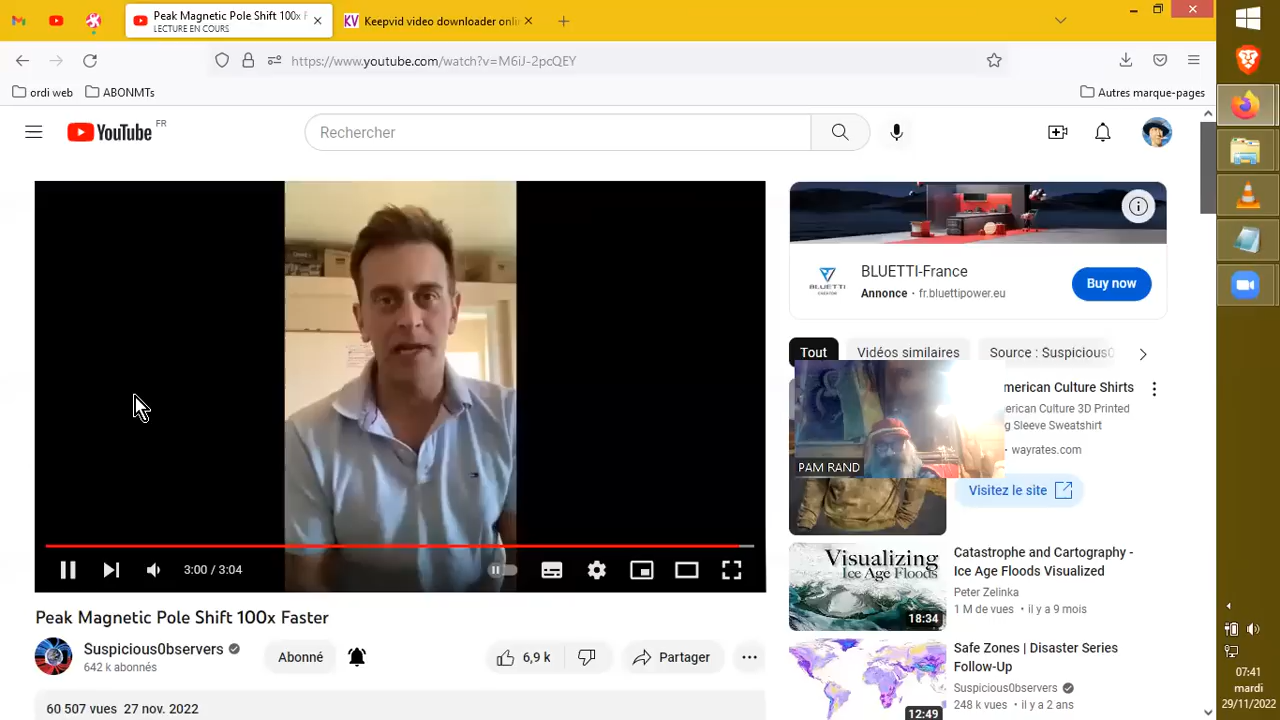 Peak Magnetic Pole Shift 100x F
LECTURE EN COURS
Keepvid video downloader onli
https://www.youtube.com/watch?v=M6iJ-2pcQEY
ordi web
ABONMTs
Autres marque-pages
YouTube FR
Rechercher
BLUETTI-France
Annonce · fr.bluettipower.eu
Buy now
BLUETTI
Tout
Vidéos similaires
Source : Suspicious0
merican Culture Shirts
erican Culture 3D Printed
g Sleeve Sweatshirt
wayrates.com
PAM RAND
Visitez le site
3:00 / 3:04
Visualizing
Ice Age Floods
18:34
Catastrophe and Cartography -
Ice Age Floods Visualized
Peter Zelinka
1 M de vues · il y a 9 mois
Peak Magnetic Pole Shift 100x Faster
Suspicious0bservers
642 k abonnés
Abonné
6,9 k
Partager
12:49
Safe Zones | Disaster Series
Follow-Up
Suspicious0bservers
248 k vues · il y a 2 ans
60 507 vues 27 nov. 2022
07:41
mardi
29/11/2022